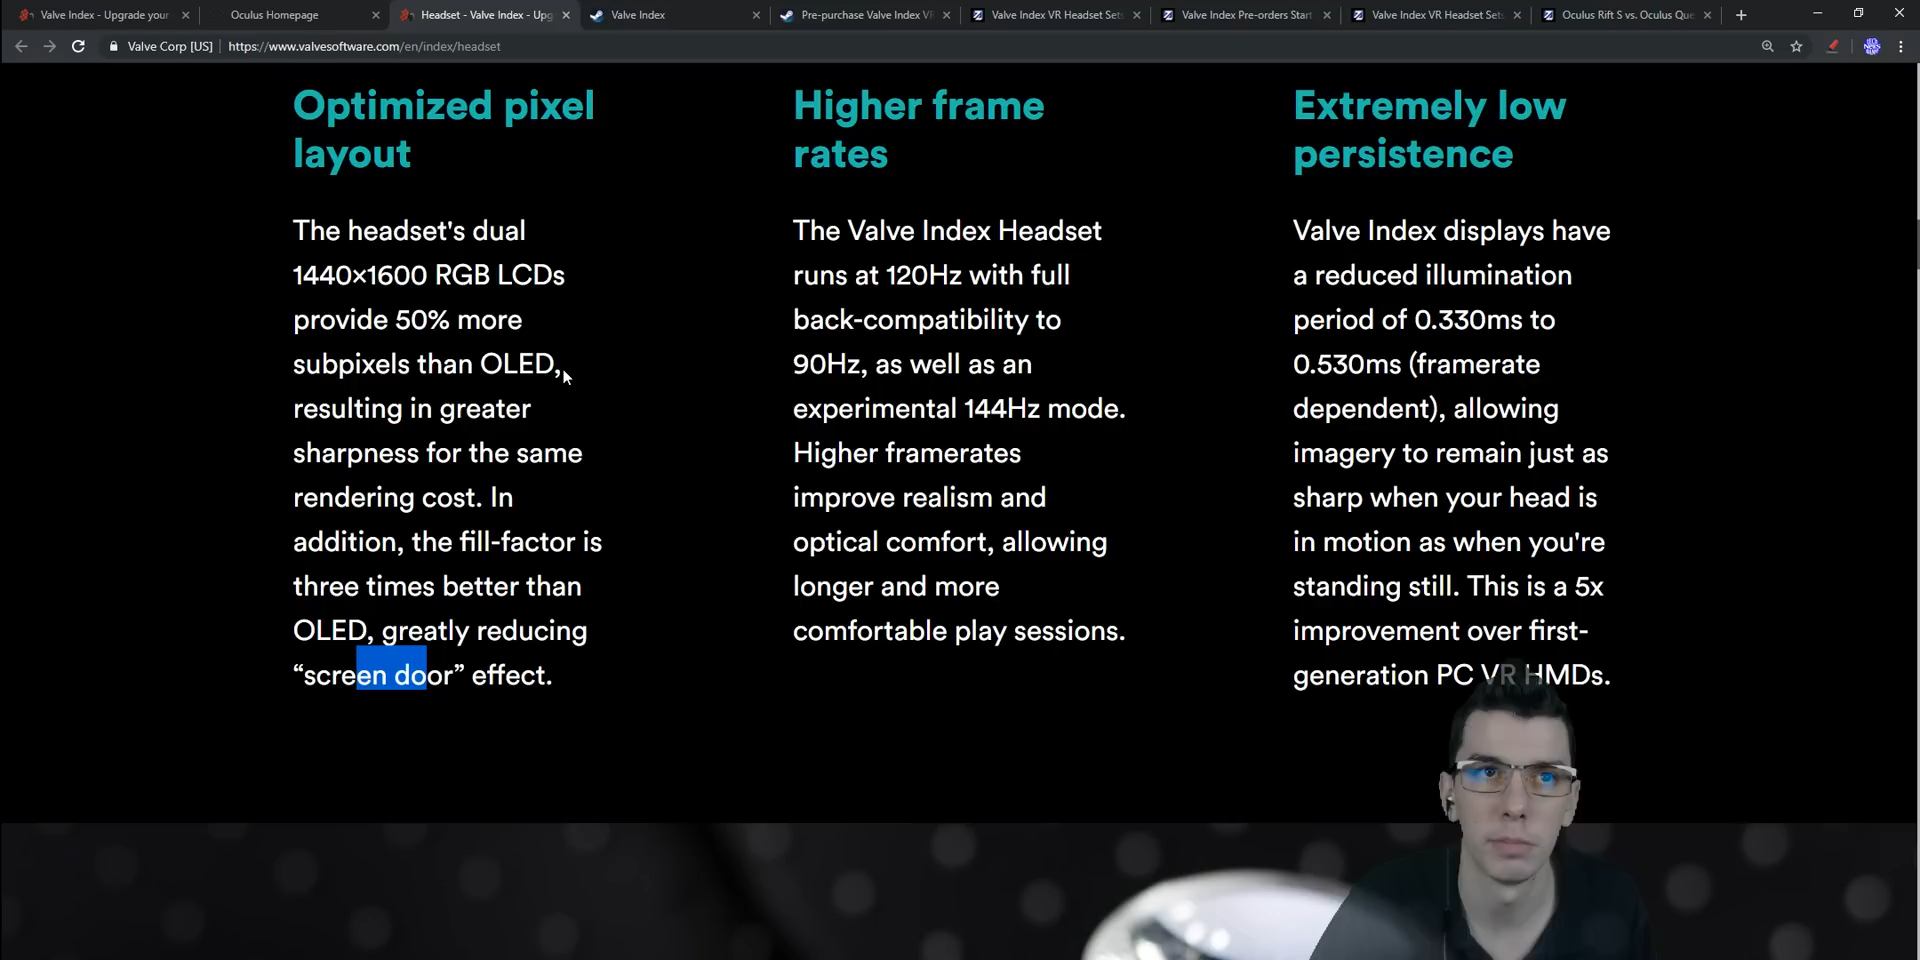 Valve Index - Upgrade your
Oculus Homepage
Headset - Valve Index - Upg
Valve Index
Pre-purchase Valve Index VR
Valve Index VR Headset Sets
Valve Index Pre-orders Start
Valve Index VR Headset Sets
Oculus Rift S vs. Oculus Que
Valve Corp [US]
https://www.valvesoftware.com/en/index/headset
Optimized pixel
layout
The headset's dual
1440×1600 RGB LCDs
provide 50% more
subpixels than OLED,
resulting in greater
sharpness for the same
rendering cost. In
addition, the fill-factor is
three times better than
OLED, greatly reducing
“screen door” effect.
Higher frame
rates
The Valve Index Headset
runs at 120Hz with full
back-compatibility to
90Hz, as well as an
experimental 144Hz mode.
Higher framerates
improve realism and
optical comfort, allowing
longer and more
comfortable play sessions.
Extremely low
persistence
Valve Index displays have
a reduced illumination
period of 0.330ms to
0.530ms (framerate
dependent), allowing
imagery to remain just as
sharp when your head is
in motion as when you're
standing still. This is a 5x
improvement over first-
generation PC VR HMDs.